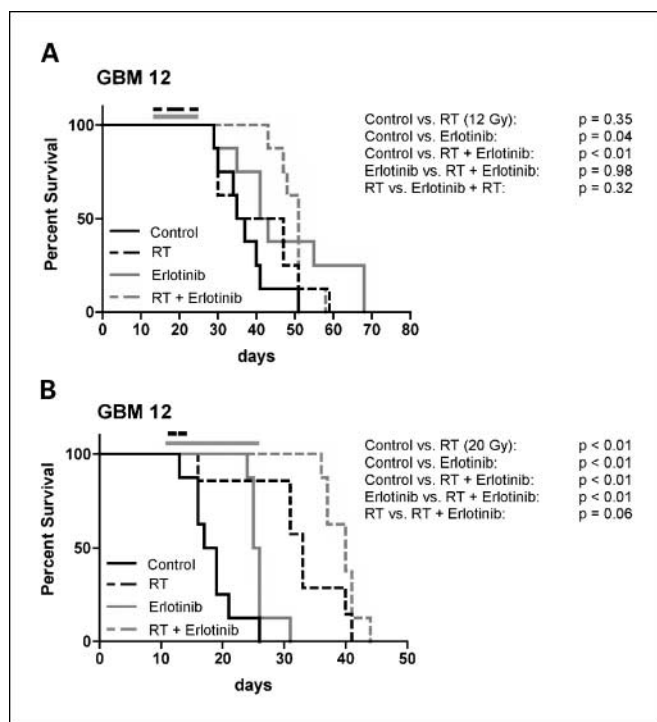 A
GBM 12
Control vs. RT (12 Gy): p = 0.35
Control vs. Erlotinib: p = 0.04
Control vs. RT + Erlotinib: p < 0.01
Erlotinib vs. RT + Erlotinib: p = 0.98
RT vs. Erlotinib + RT: p = 0.32
Percent Survival
100
50
0
Control
RT
Erlotinib
RT + Erlotinib
0 10 20 30 40 50 60 70 80
days
B
GBM 12
Control vs. RT (20 Gy): p < 0.01
Control vs. Erlotinib: p < 0.01
Control vs. RT + Erlotinib: p < 0.01
Erlotinib vs. RT + Erlotinib: p < 0.01
RT vs. RT + Erlotinib: p = 0.06
Percent Survival
100
50
0
Control
RT
Erlotinib
RT + Erlotinib
0 10 20 30 40 50
days